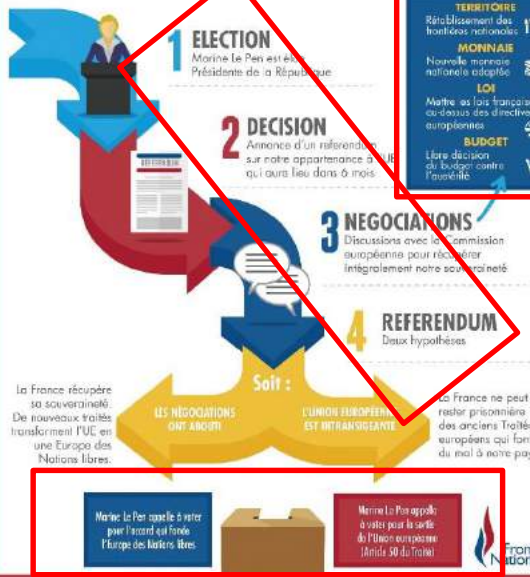 TERRITOIRE
Rétablissement des
frontières nationales
MONNAIE
Nouvelle monnaie
nationale adoptée
LOI
Mettre es lois français
au-dessus des directive
européennes
BUDGET
Libre décision
du budget contre
l'austérité
1 ELECTION
Marine Le Pen est élue
Présidente de la République
2 DECISION
Annonce d'un referendum
sur notre appartenance à l'UE
qui aura lieu dans 6 mois
REFERENDUM
3 NEGOCIATIONS
Discussions avec la Commission
européenne pour récupérer
intégralement notre souveraineté
4 REFERENDUM
Deux hypothèses
Soit :
La France récupère
sa souveraineté.
De nouveaux traités
transforment l'UE en
une Europe des
Nations libres.
LES NÉGOCIATIONS
ONT ABOUTI
L'UNION EUROPÉENNE
EST INTRANSIGEANTE
La France ne peut
rester prisonnière
des anciens Traités
européens qui font
du mal à notre pay
Marine Le Pen appelle à voter
pour l'accord qui fonde
l'Europe des Nations libres
Marine Le Pen appelle
à voter pour la sortie
de l'Union européenne
(Article 50 du Traité)
Fron
Nation